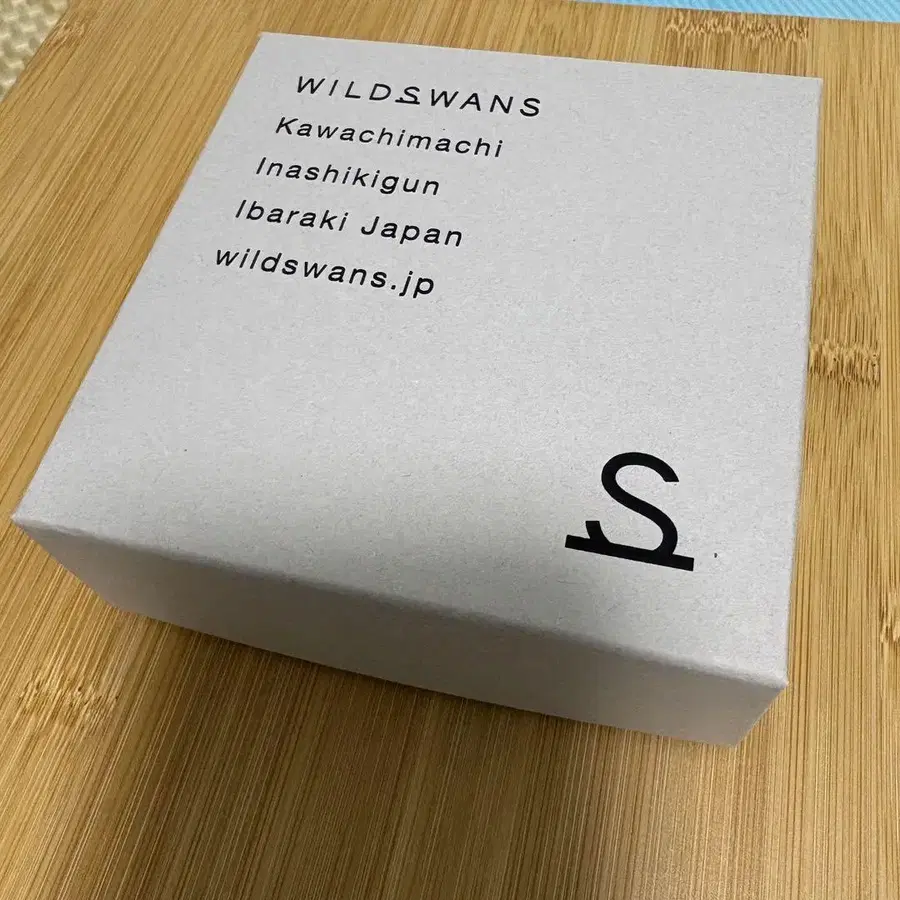 WILDSWANS
Kawachimachi
Inashikigun
Ibaraki Japan
wildswans.jp
S